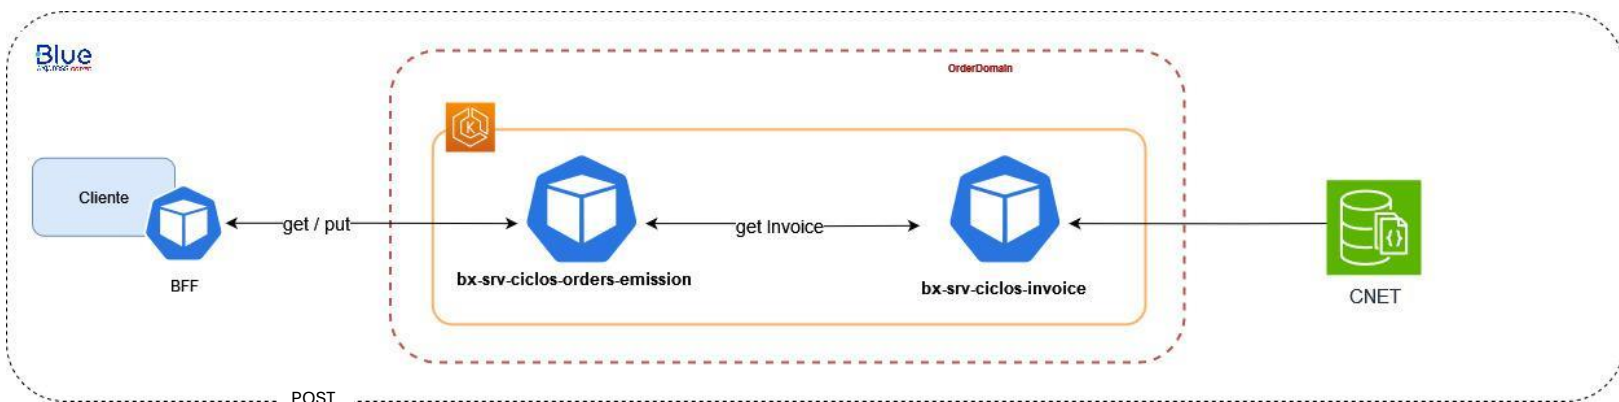 Blue
OrderDomain
Cliente
get / put
get Invoice
BFF
bx-srv-ciclos-orders-emission
bx-srv-ciclos-invoice
CNET
POST
K